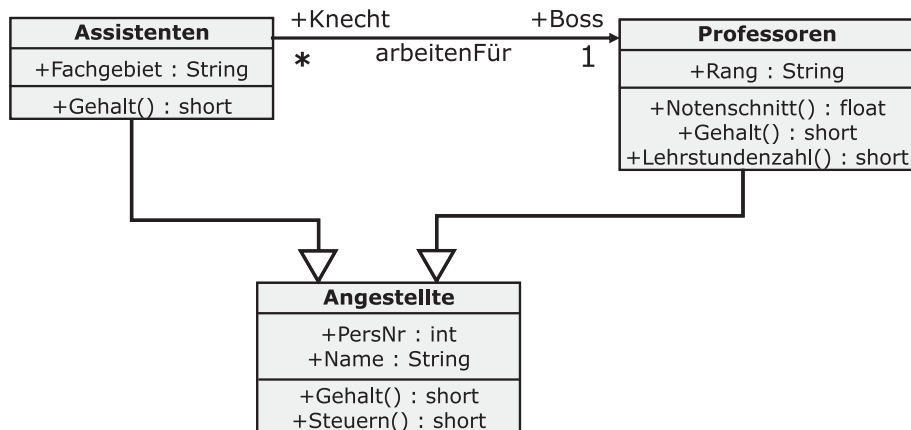 Assistenten
+Fachgebiet : String
+Gehalt() : short
+Knecht
+Boss
*
arbeitenFür
1
Professoren
+Rang : String
+Notenschnitt() : float
+Gehalt() : short
+Lehrstundenzahl() : short
Angestellte
+PersNr : int
+Name : String
+Gehalt() : short
+Steuern() : short